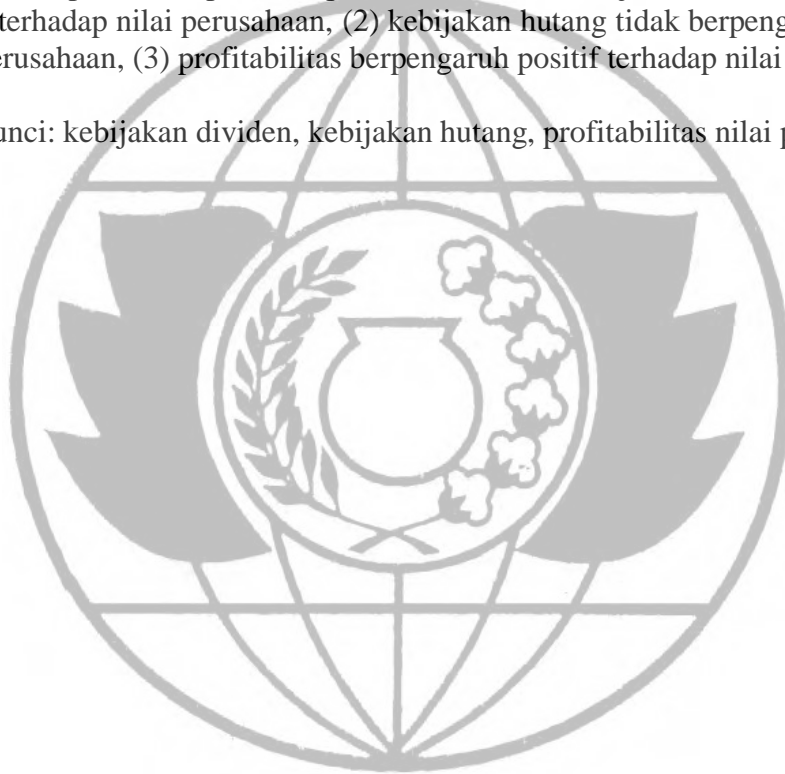 terhadap nilai perusahaan, (2) kebijakan hutang tidak berpeng
rusahaan, (3) profitabilitas berpengaruh positif terhadap nilai
unci: kebijakan dividen, kebijakan hutang, profitabilitas nilai p